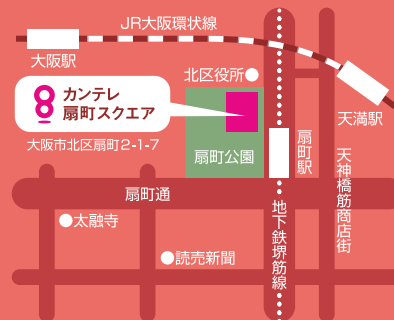 JR大阪環状線
大阪駅
北区役所
カンテレ
扇町スクエア
天満駅
大阪市北区扇町2-1-7
扇町公園
扇町駅
天神橋筋商店街
扇町通
地下鉄堺筋線
太融寺
読売新聞